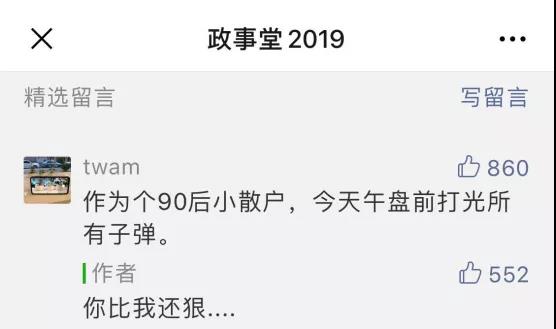 政事堂2019
精选留言
写留言
twam
860
作为个90后小散户，今天午盘前打光所
有子弹。
作者
552
你比我还狠....